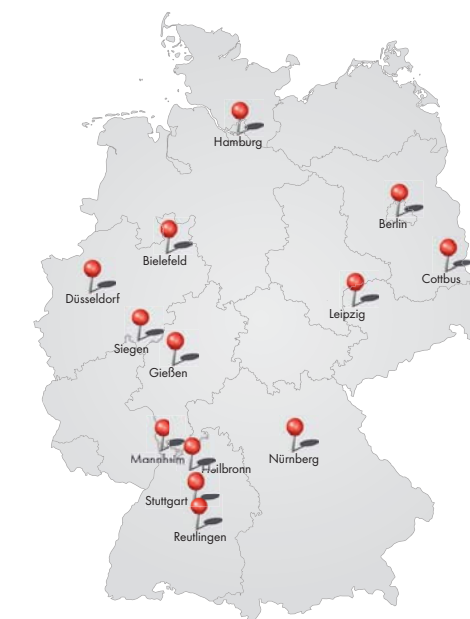 Hamburg
Berlin
Bielefeld
Cottbus
Düsseldorf
Leipzig
Siegen
Gießen
Mannheim
Heilbronn
Nürnberg
Stuttgart
Reutlingen